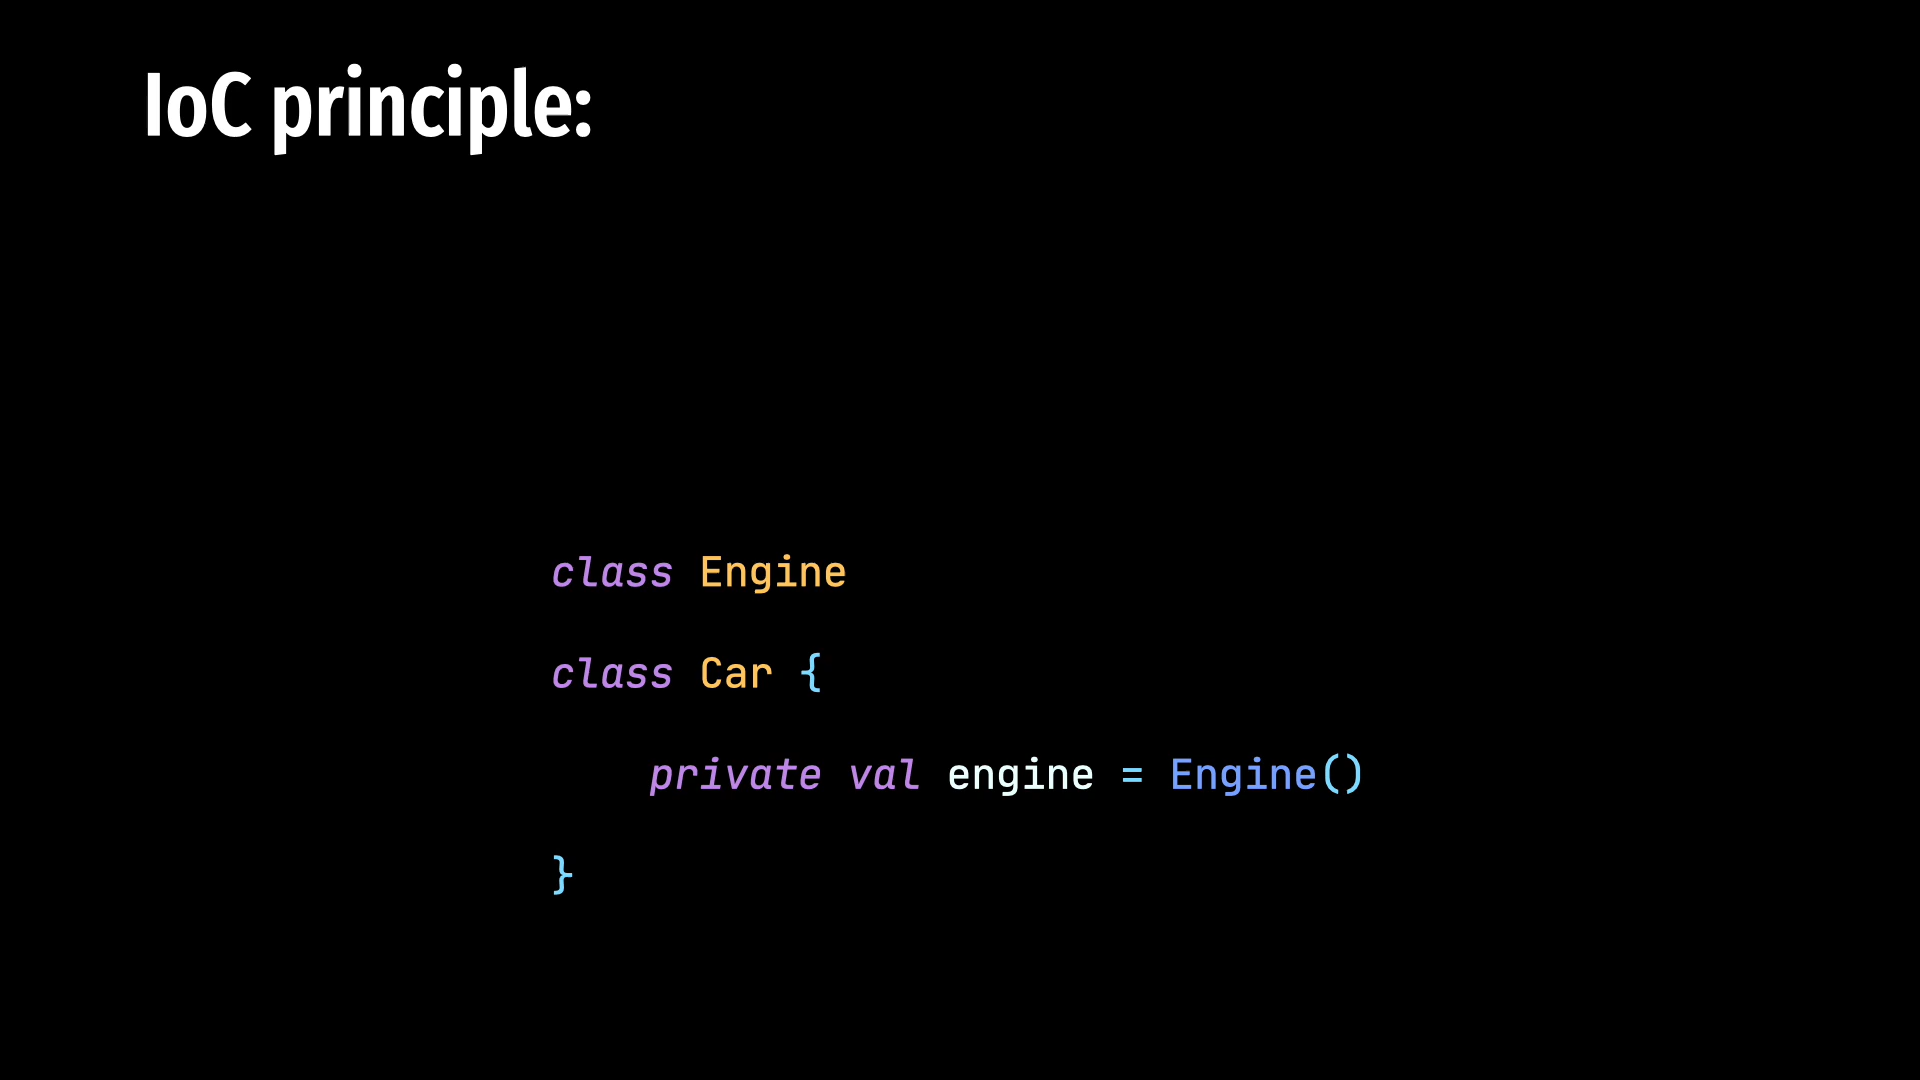 IoC principle:
class Engine
class Car {
private val engine = Engine()
}